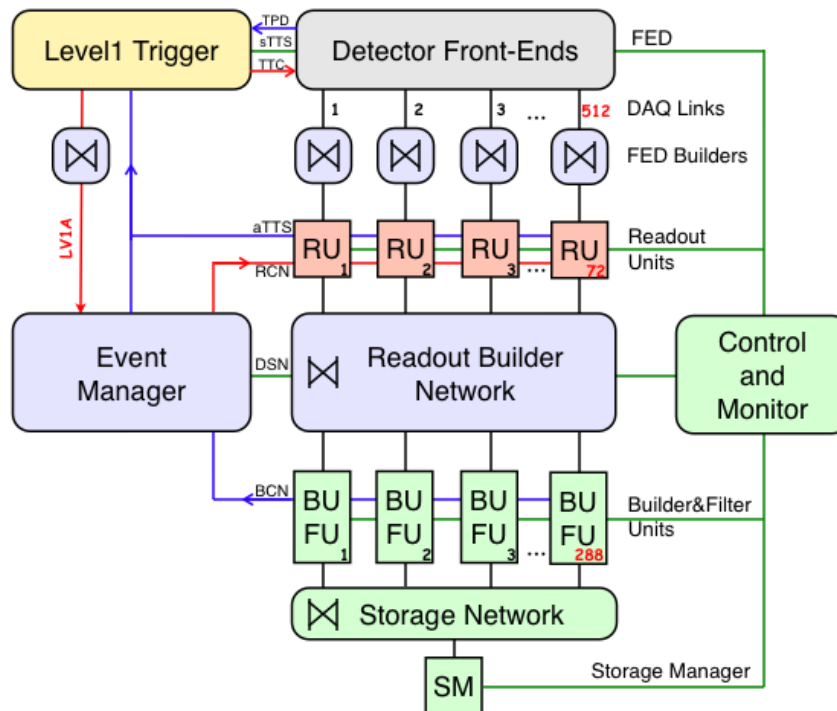 Level1 Trigger
TPD
sTTS
TTC
Detector Front-Ends
FED
1
2
3
...
512
DAQ Links
FED Builders
LV1A
aTTS
RCN
RU
1
RU
2
RU
3
...
RU
72
Readout
Units
Event
Manager
DSN
Readout Builder
Network
Control
and
Monitor
BCN
BU
FU
1
BU
FU
2
BU
FU
3
...
BU
FU
288
Builder&Filter
Units
Storage Network
SM
Storage Manager